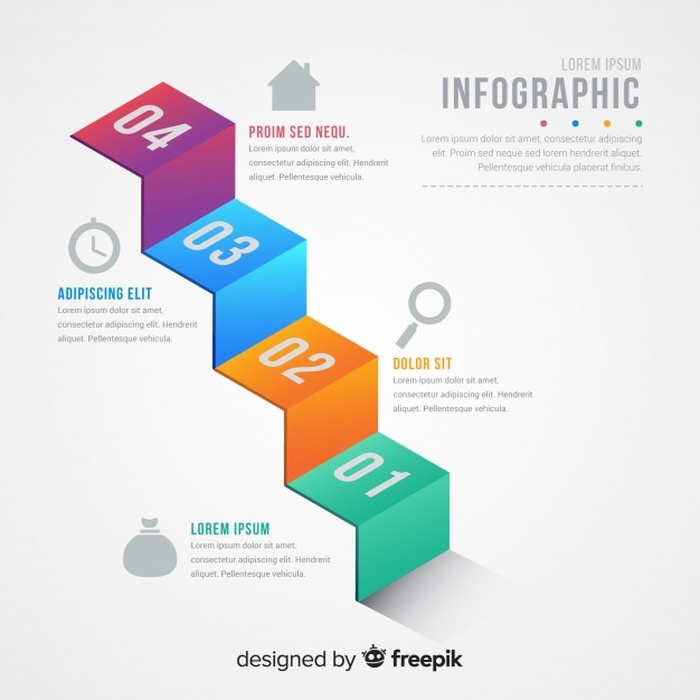 LOREM IPSUM
INFOGRAPHIC
Lorem ipsum dolor sit amet, consectetur adipiscing
elit. Proin semper sed lorem hendrerit aliquet.
Pellentesque vehicula placerat finibus.
04
PROIM SED NEQU.
Lorem ipsum dolor sit amet,
consectetur adipiscing elit. Hendrerit
aliquet. Pellentesque vehicula.
03
ADIPISCING ELIT
Lorem ipsum dolor sit amet,
consectetur adipiscing elit. Hendrerit
aliquet. Pellentesque vehicula.
02
DOLOR SIT
Lorem ipsum dolor sit amet,
consectetur adipiscing elit. Hendrerit
aliquet. Pellentesque vehicula.
01
LOREM IPSUM
Lorem ipsum dolor sit amet,
consectetur adipiscing elit. Hendrerit
aliquet. Pellentesque vehicula.
designed by freepik